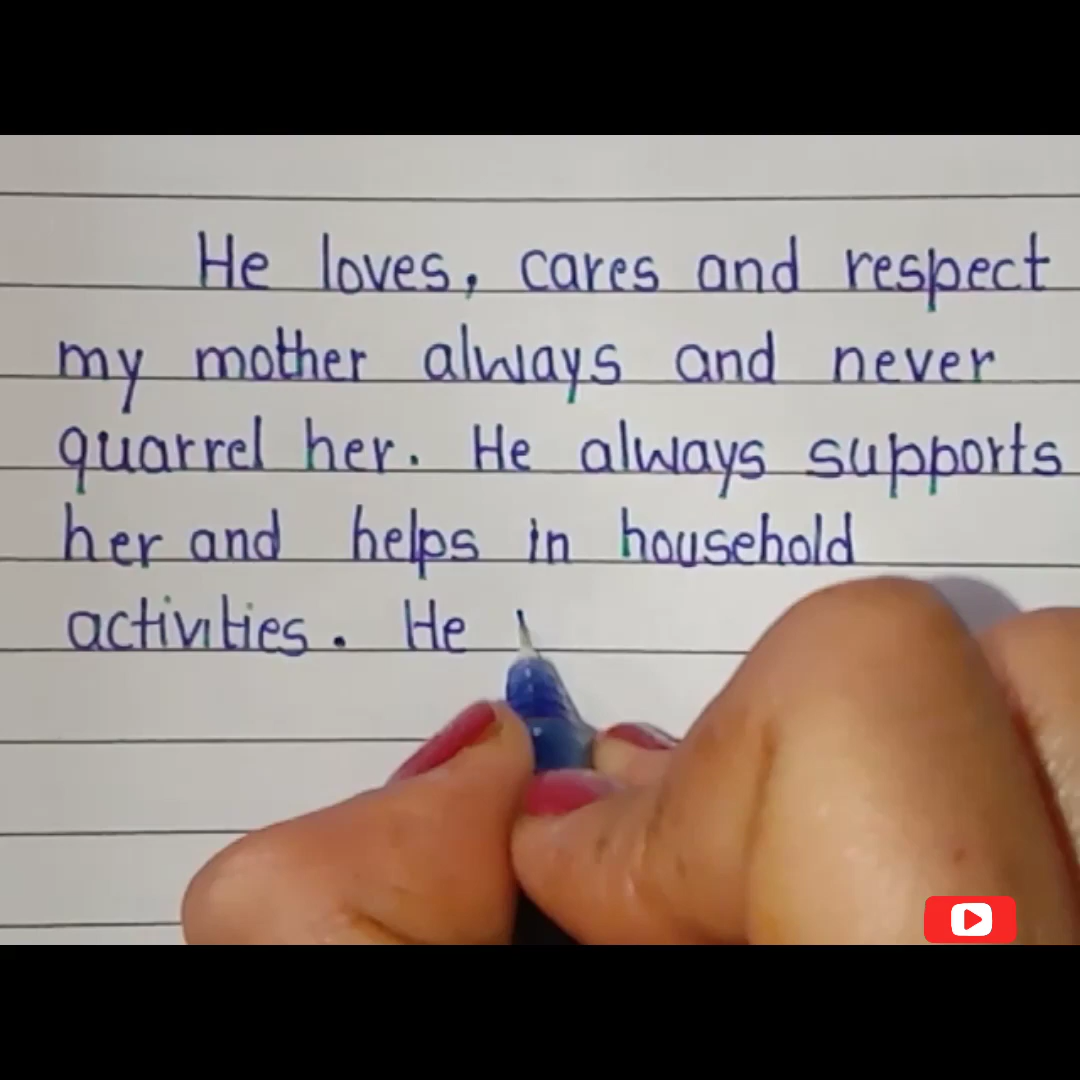 He loves, cares and respect
my mother always and never
quarrel her. He always supports
her and helps in household
activities. He